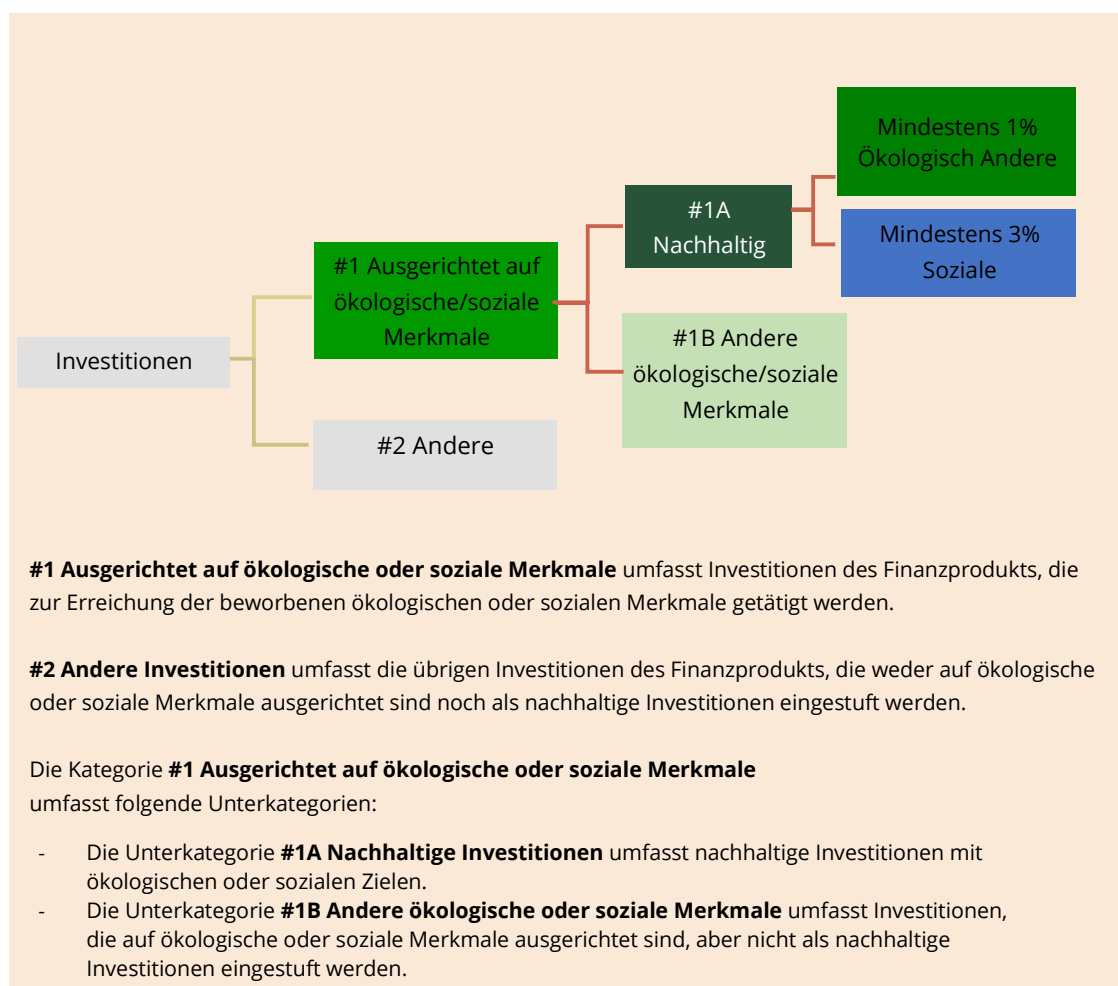 Mindestens 1%
Ökologisch Andere
#1A
Nachhaltig
Mindestens 3%
Soziale
#1 Ausgerichtet auf
ökologische/soziale
Merkmale
#1B Andere
ökologische/soziale
Merkmale
Investitionen
#2 Andere
#1 Ausgerichtet auf ökologische oder soziale Merkmale umfasst Investitionen des Finanzprodukts, die
zur Erreichung der beworbenen ökologischen oder sozialen Merkmale getätigt werden.
#2 Andere Investitionen umfasst die übrigen Investitionen des Finanzprodukts, die weder auf ökologische
oder soziale Merkmale ausgerichtet sind noch als nachhaltige Investitionen eingestuft werden.
Die Kategorie #1 Ausgerichtet auf ökologische oder soziale Merkmale
umfasst folgende Unterkategorien:
- Die Unterkategorie #1A Nachhaltige Investitionen umfasst nachhaltige Investitionen mit
ökologischen oder sozialen Zielen.
- Die Unterkategorie #1B Andere ökologische oder soziale Merkmale umfasst Investitionen,
die auf ökologische oder soziale Merkmale ausgerichtet sind, aber nicht als nachhaltige
Investitionen eingestuft werden.